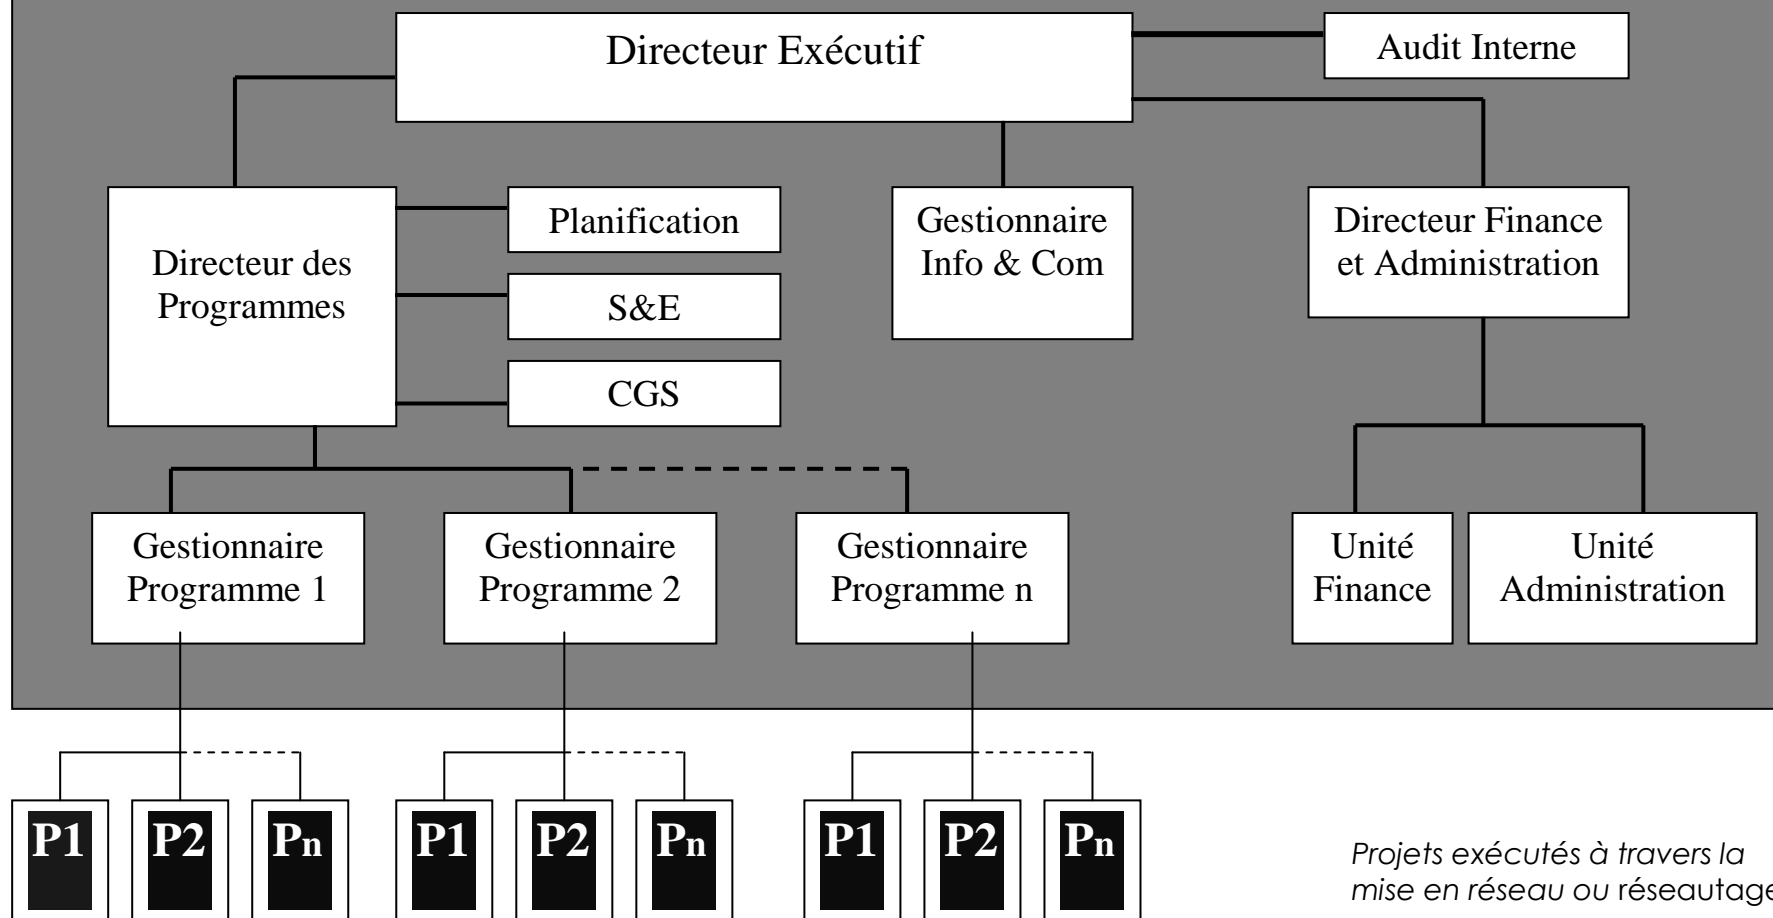 Directeur Exécutif
Audit Interne
Directeur des
Programmes
Planification
S&E
CGS
Gestionnaire
Info & Com
Directeur Finance
et Administration
Gestionnaire
Programme 1
Gestionnaire
Programme 2
Gestionnaire
Programme n
Unité
Finance
Unité
Administration
P1
P2
Pn
P1
P2
Pn
P1
P2
Pn
Projets exécutés à travers la
mise en réseau ou réseautage